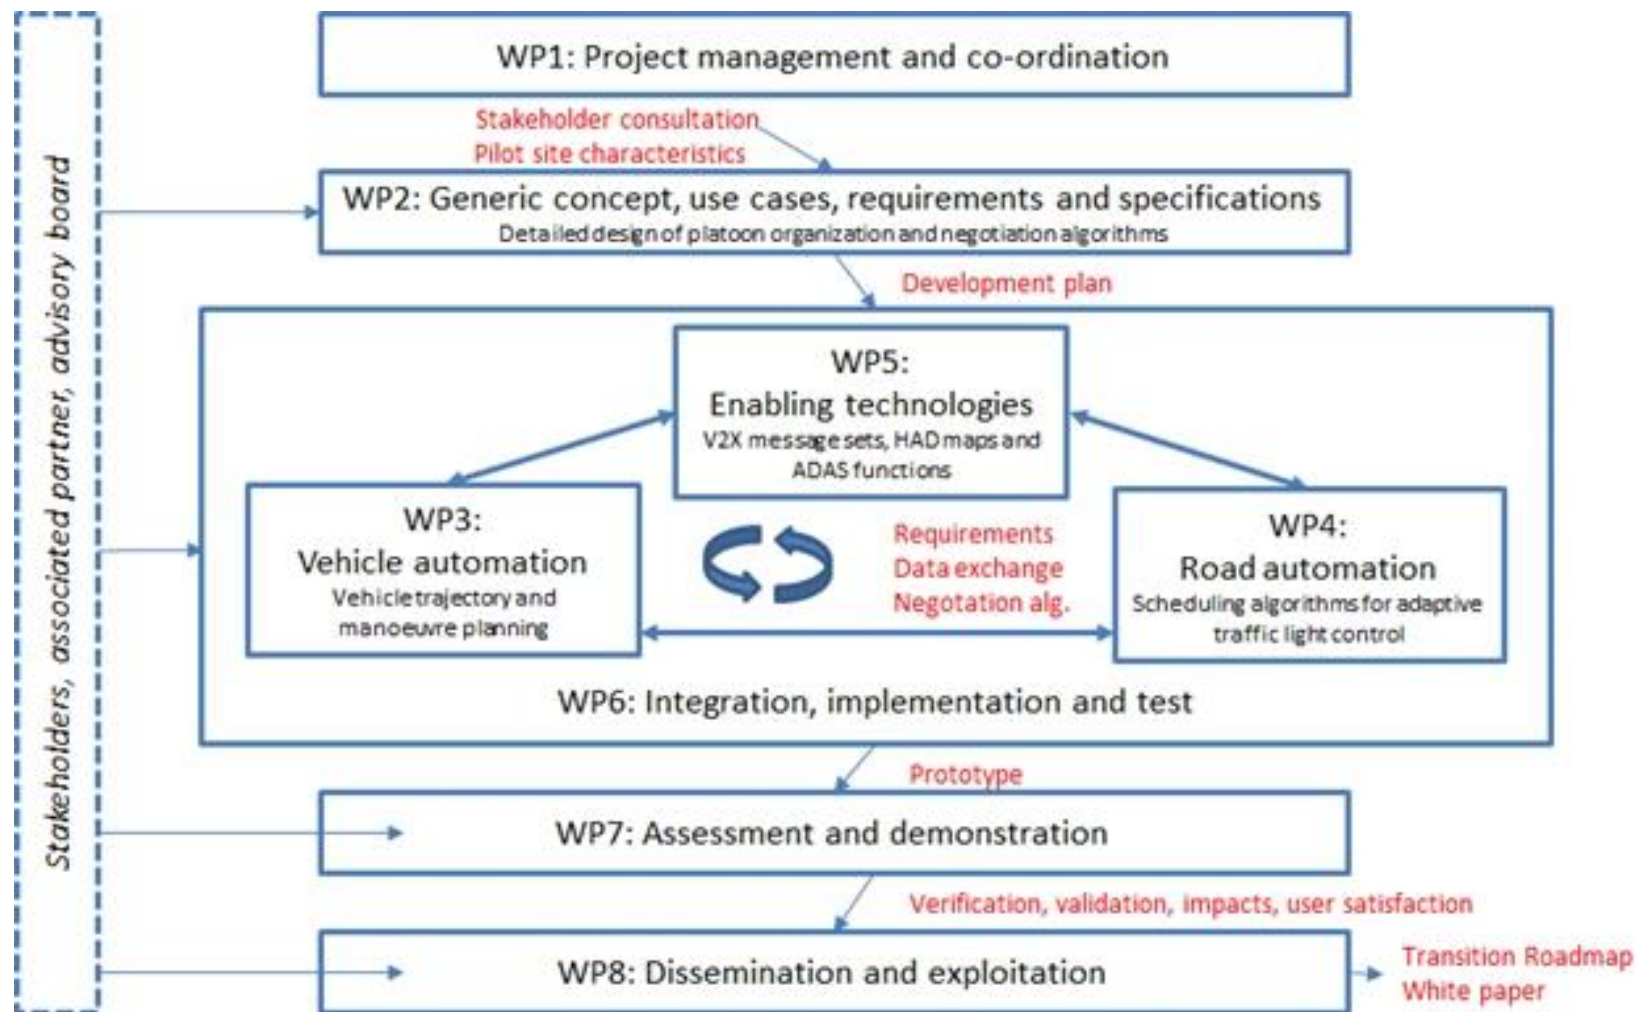 Stakeholders, associated partner, advisory board
WP1: Project management and co-ordination
Stakeholder consultation
Pilot site characteristics
WP2: Generic concept, use cases, requirements and specifications
Detailed design of platoon organization and negotiation algorithms
Development plan
WP5:
Enabling technologies
V2X message sets, HAD maps and
ADAS functions
WP3:
Vehicle automation
Vehicle trajectory and
manoeuvre planning
Requirements
Data exchange
Negotation alg.
WP4:
Road automation
Scheduling algorithms for adaptive
traffic light control
WP6: Integration, implementation and test
Prototype
WP7: Assessment and demonstration
Verification, validation, impacts, user satisfaction
WP8: Dissemination and exploitation
Transition Roadmap
White paper